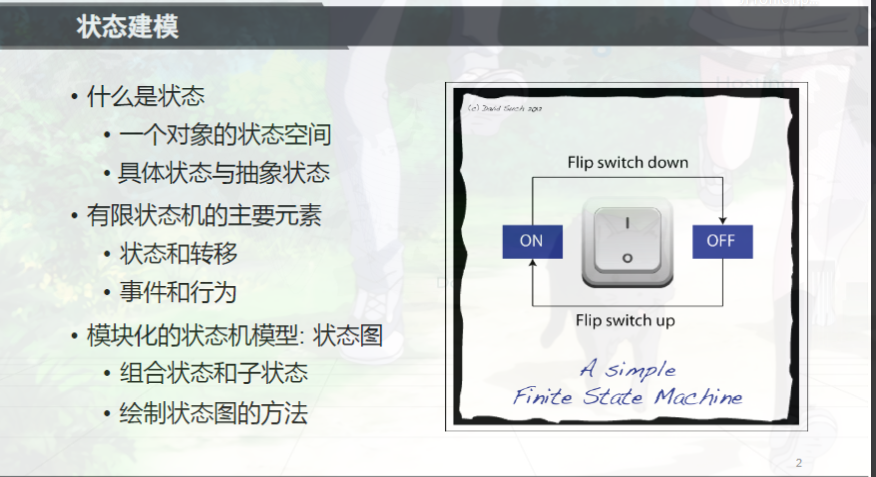 状态建模
• 什么是状态
• 一个对象的状态空间
• 具体状态与抽象状态
• 有限状态机的主要元素
• 状态和转移
• 事件和行为
• 模块化的状态机模型: 状态图
• 组合状态和子状态
• 绘制状态图的方法
Flip switch down
ON
OFF
Flip switch up
A simple
Finite State Machine
2